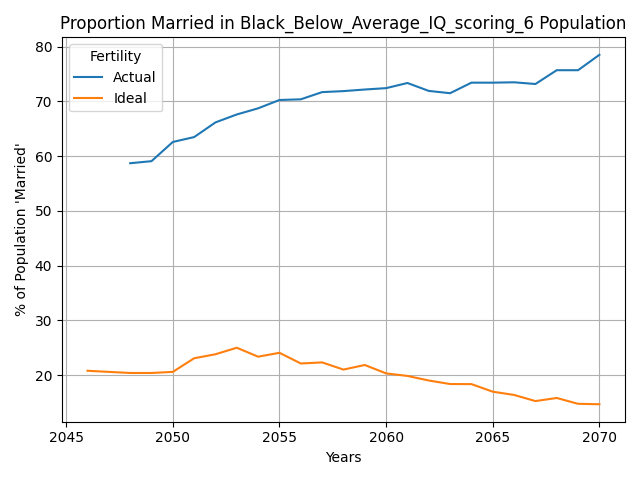 Proportion Married in Black_Below_Average_IQ_scoring_6 Population
Fertility
Actual
Ideal
% of Population 'Married'
80
70
60
50
40
30
20
2045
2050
2055
2060
2065
2070
Years